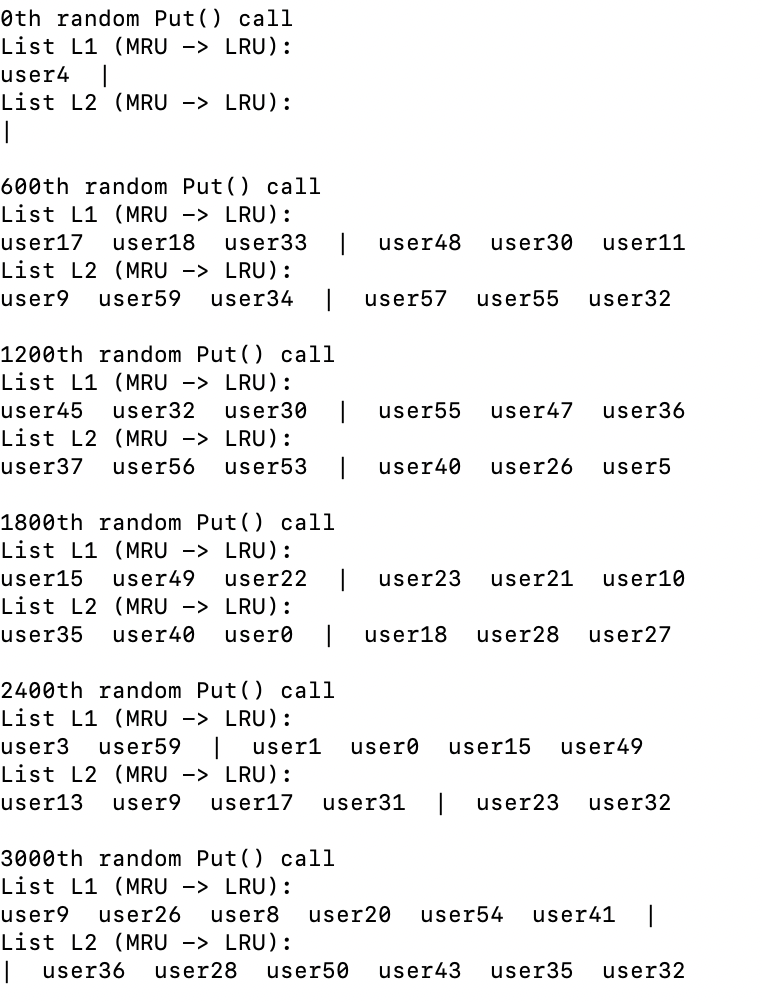 0th random Put() call
List L1 (MRU -> LRU):
user4  |
List L2 (MRU -> LRU):
|

600th random Put() call
List L1 (MRU -> LRU):
user17  user18  user33  |  user48  user30  user11
List L2 (MRU -> LRU):
user9  user59  user34  |  user57  user55  user32

1200th random Put() call
List L1 (MRU -> LRU):
user45  user32  user30  |  user55  user47  user36
List L2 (MRU -> LRU):
user37  user56  user53  |  user40  user26  user5

1800th random Put() call
List L1 (MRU -> LRU):
user15  user49  user22  |  user23  user21  user10
List L2 (MRU -> LRU):
user35  user40  user0  |  user18  user28  user27

2400th random Put() call
List L1 (MRU -> LRU):
user3  user59  |  user1  user0  user15  user49
List L2 (MRU -> LRU):
user13  user9  user17  user31  |  user23  user32

3000th random Put() call
List L1 (MRU -> LRU):
user9  user26  user8  user20  user54  user41  |
List L2 (MRU -> LRU):
|  user36  user28  user50  user43  user35  user32